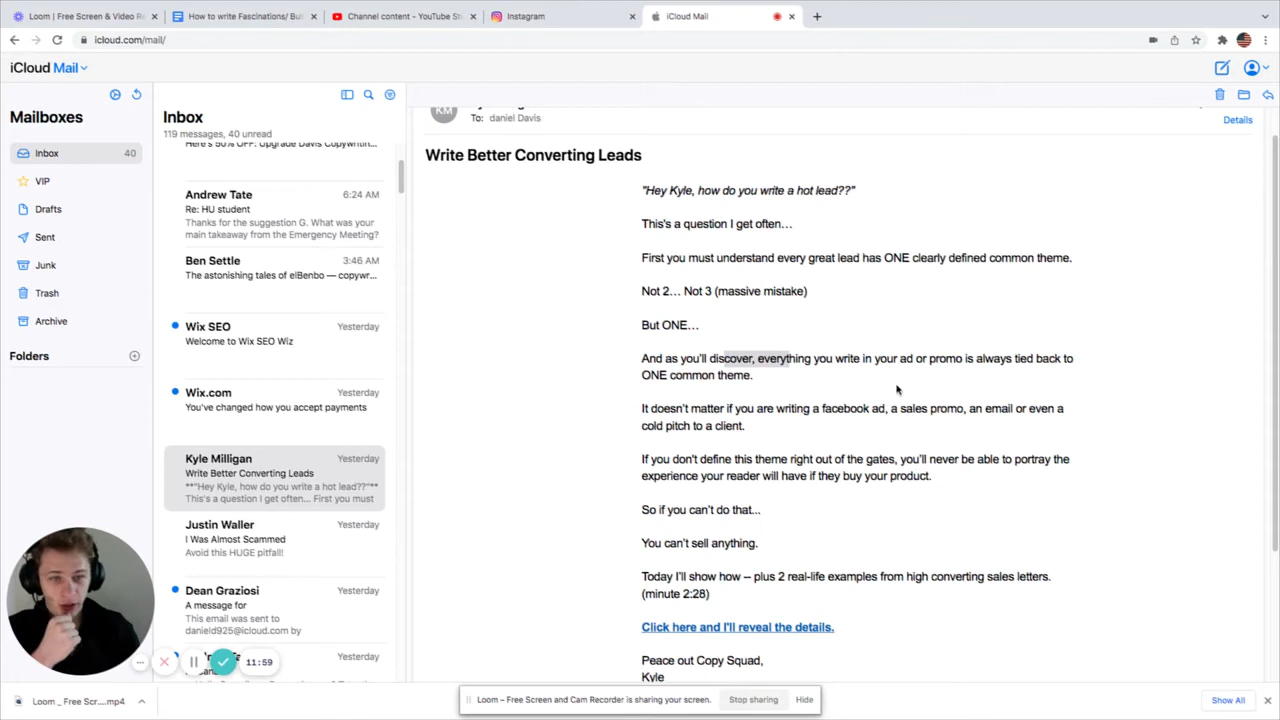 Loom | Free Screen & Video Re
How to write Fascinations/ Bul
Channel content - YouTube St
Instagram
iCloud Mail
icloud.com/mail/
iCloud Mail
Mailboxes
Inbox 40
VIP
Drafts
Sent
Junk
Trash
Archive
Folders
Inbox
119 messages, 40 unread
Here's 50% OFF: Upgrade Davis Copywritin...
Andrew Tate 6:24 AM
Re: HU student
Thanks for the suggestion G. What was your
main takeaway from the Emergency Meeting?
Ben Settle 3:46 AM
The astonishing tales of elBenbo — copywr...
Wix SEO Yesterday
Welcome to Wix SEO Wiz
Wix.com Yesterday
You've changed how you accept payments
Kyle Milligan Yesterday
Write Better Converting Leads
**"Hey Kyle, how do you write a hot lead??"**
This's a question I get often... First you must
Justin Waller Yesterday
I Was Almost Scammed
Avoid this HUGE pitfall!
Dean Graziosi Yesterday
A message for
This email was sent to
danield925@icloud.com by
Yesterday
KM
To: daniel Davis
Details
Write Better Converting Leads
"Hey Kyle, how do you write a hot lead??"
This's a question I get often…
First you must understand every great lead has ONE clearly defined common theme.
Not 2… Not 3 (massive mistake)
But ONE…
And as you'll discover, everything you write in your ad or promo is always tied back to
ONE common theme.
It doesn't matter if you are writing a facebook ad, a sales promo, an email or even a
cold pitch to a client.
If you don't define this theme right out of the gates, you'll never be able to portray the
experience your reader will have if they buy your product.
So if you can't do that...
You can't sell anything.
Today I'll show how -- plus 2 real-life examples from high converting sales letters.
(minute 2:28)
Click here and I'll reveal the details.
Peace out Copy Squad,
Kyle
11:59
Loom _ Free Scr....mp4
Loom – Free Screen and Cam Recorder is sharing your screen.
Stop sharing
Hide
Show All